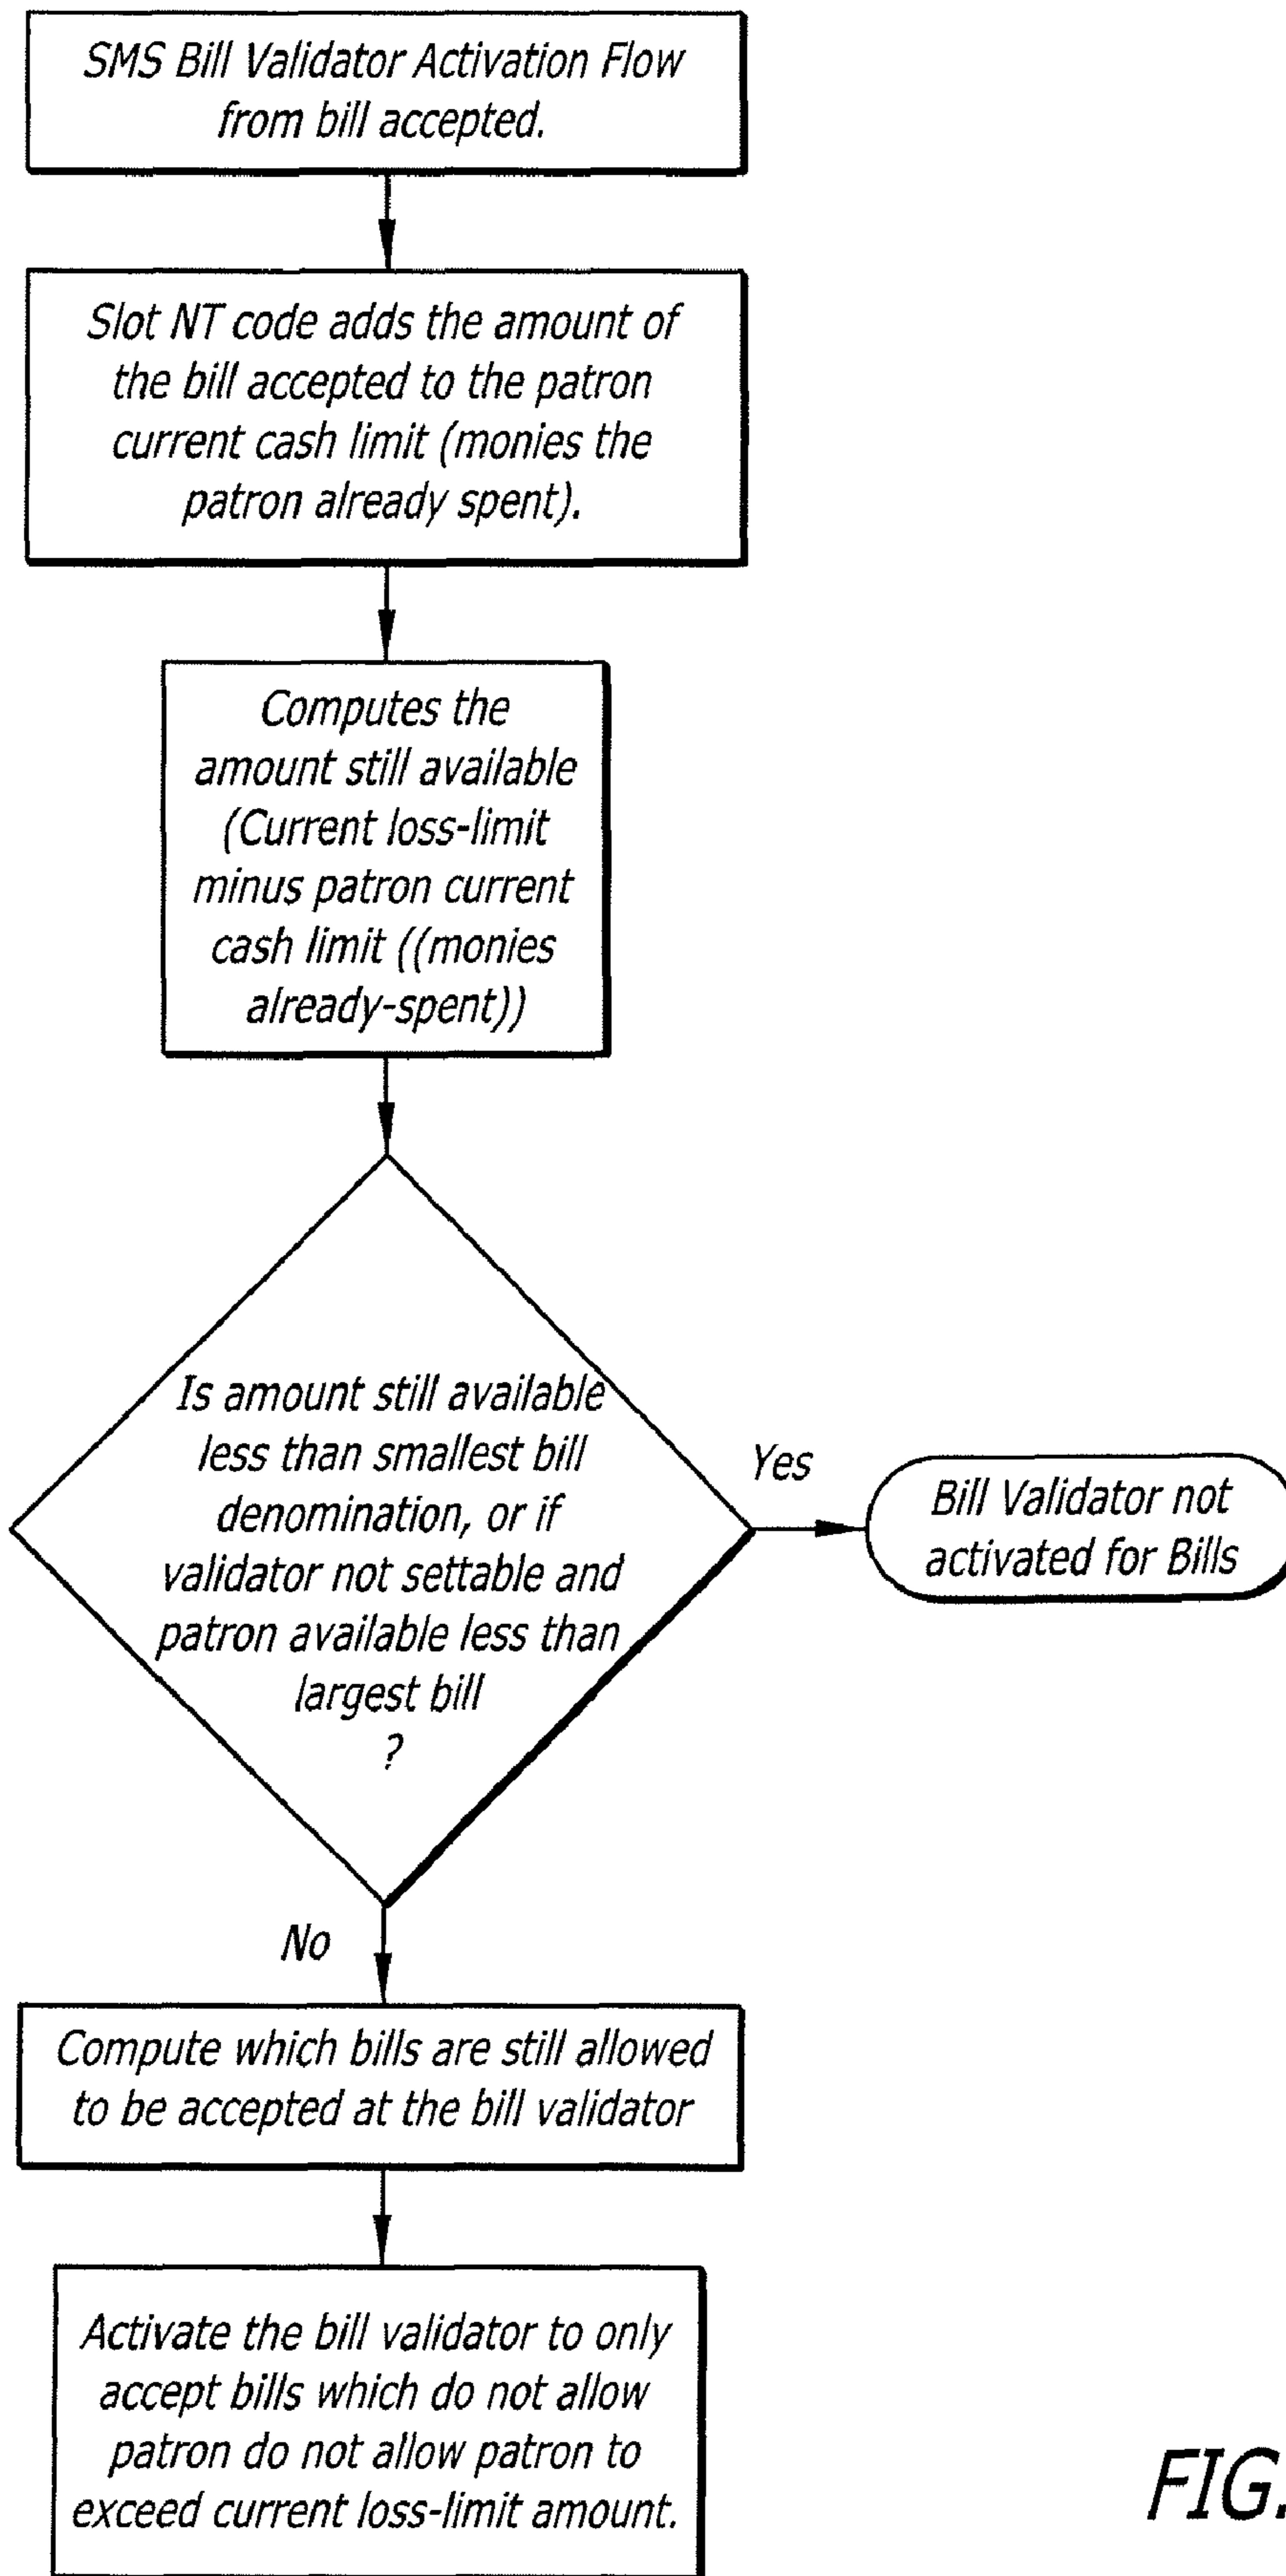 SMS Bill Validator Activation Flow
from bill accepted.
Slot NT code adds the amount of
the bill accepted to the patron
current cash limit (monies the
patron already spent).
Computes the
amount still available
(Current loss-limit
minus patron current
cash limit ((monies
already-spent))
Is amount still available
less than smallest bill
denomination, or if
validator not settable and
patron available less than
largest bill
?
Yes
Bill Validator not
activated for Bills
No
Compute which bills are still allowed
to be accepted at the bill validator
Activate the bill validator to only
accept bills which do not allow
patron do not allow patron to
exceed current loss-limit amount.
FIG.